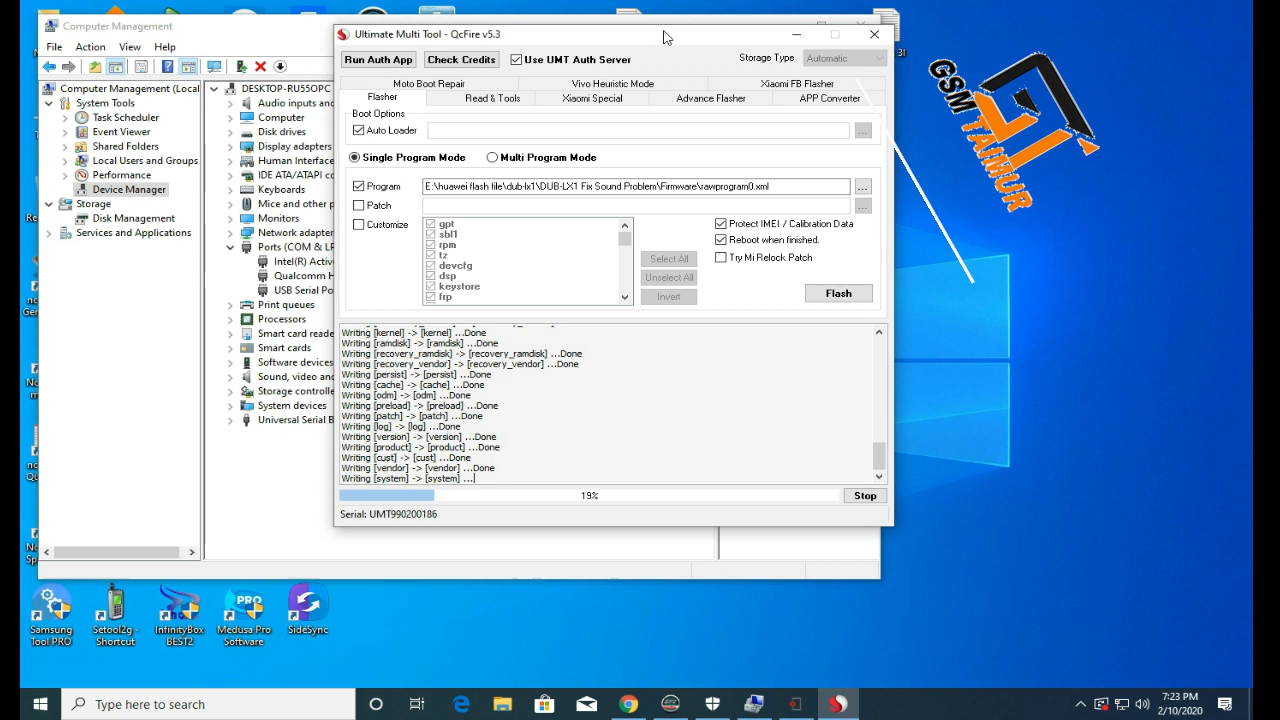 Computer Management
File Action View Help
Computer Management (Local
System Tools
Task Scheduler
Event Viewer
Shared Folders
Local Users and Groups
Performance
Device Manager
Storage
Disk Management
Services and Applications
DESKTOP-RU55OPC
Audio inputs an
Computer
Disk drives
Display adapters
Human Interface
IDE ATA/ATAPI co
Keyboards
Mice and other p
Monitors
Network adapter
Ports (COM & LP
Intel(R) Active
Qualcomm H
USB Serial Po
Print queues
Processors
Smart card reade
Smart cards
Software devices
Sound, video and
Storage controlle
System devices
Universal Serial B
Ultimate Multi Tool - QcFire v5.3
Run Auth App
Check Credits
Use UMT Auth Server
Storage Type
Automatic
Moto Boot Repair
Vivo Heuristic Mode
Xiaomi FB Flasher
Flasher
Read & Tools
Xiaomi Special
Advance Flasher
APP Converter
Boot Options
Auto Loader
...
Single Program Mode
Multi Program Mode
Program
E:\huawei flash file\dub-lx1\DUB-LX1 Fix Sound Problem\Firmware\rawprogram0.xml
...
Patch
...
Customize
gpt
sbl1
rpm
tz
devcfg
dsp
keystore
frp
Select All
Unselect All
Invert
Protect IMEI / Calibration Data
Reboot when finished.
Try Mi Relock Patch
Flash
Writing [kernel] -> [kernel] ...Done
Writing [ramdisk] -> [ramdisk] ...Done
Writing [recovery_ramdisk] -> [recovery_ramdisk] ...Done
Writing [recovery_vendor] -> [recovery_vendor] ...Done
Writing [persist] -> [persist] ...Done
Writing [cache] -> [cache] ...Done
Writing [odm] -> [odm] ...Done
Writing [preload] -> [preload] ...Done
Writing [patch] -> [patch] ...Done
Writing [log] -> [log] ...Done
Writing [version] -> [version] ...Done
Writing [product] -> [product] ...Done
Writing [cust] -> [cust] ...Done
Writing [vendor] -> [vendor] ...Done
Writing [system] -> [system] ...
19%
Stop
Serial: UMT990200186
GSM TAIMUR
Samsung Tool PRO
Setool2g - Shortcut
InfinityBox BEST2
PRO
Medusa Pro Software
SideSync
Type here to search
7:23 PM
2/10/2020